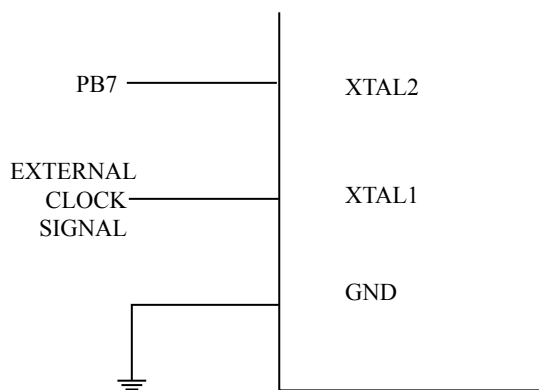 PB7
XTAL2
EXTERNAL
CLOCK
SIGNAL
XTAL1
GND